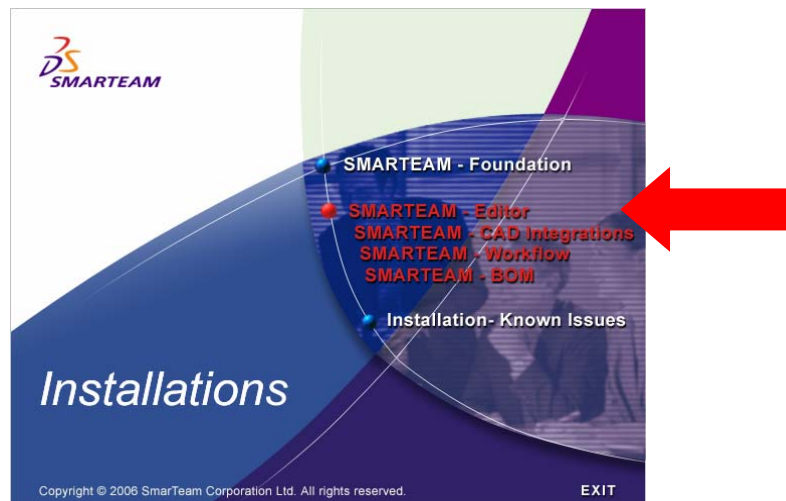 SMARTEAM
SMARTEAM - Foundation
SMARTEAM - Editor
SMARTEAM - CAD Integrations
SMARTEAM - Workflow
SMARTEAM - BOM
Installation- Known Issues
Installations
Copyright © 2006 SmarTeam Corporation Ltd. All rights reserved.
EXIT